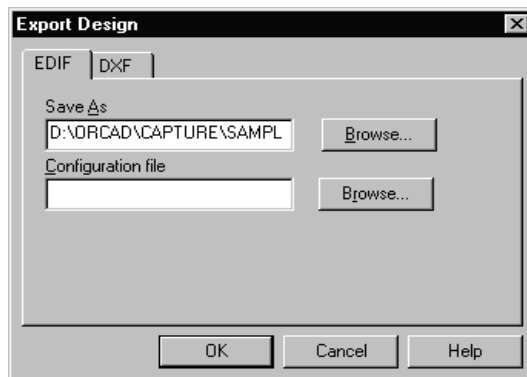 Export Design
EDIF DXF
Save As
D:\ORCAD\CAPTURE\SAMPL Browse...
Configuration file
Browse...
OK Cancel Help